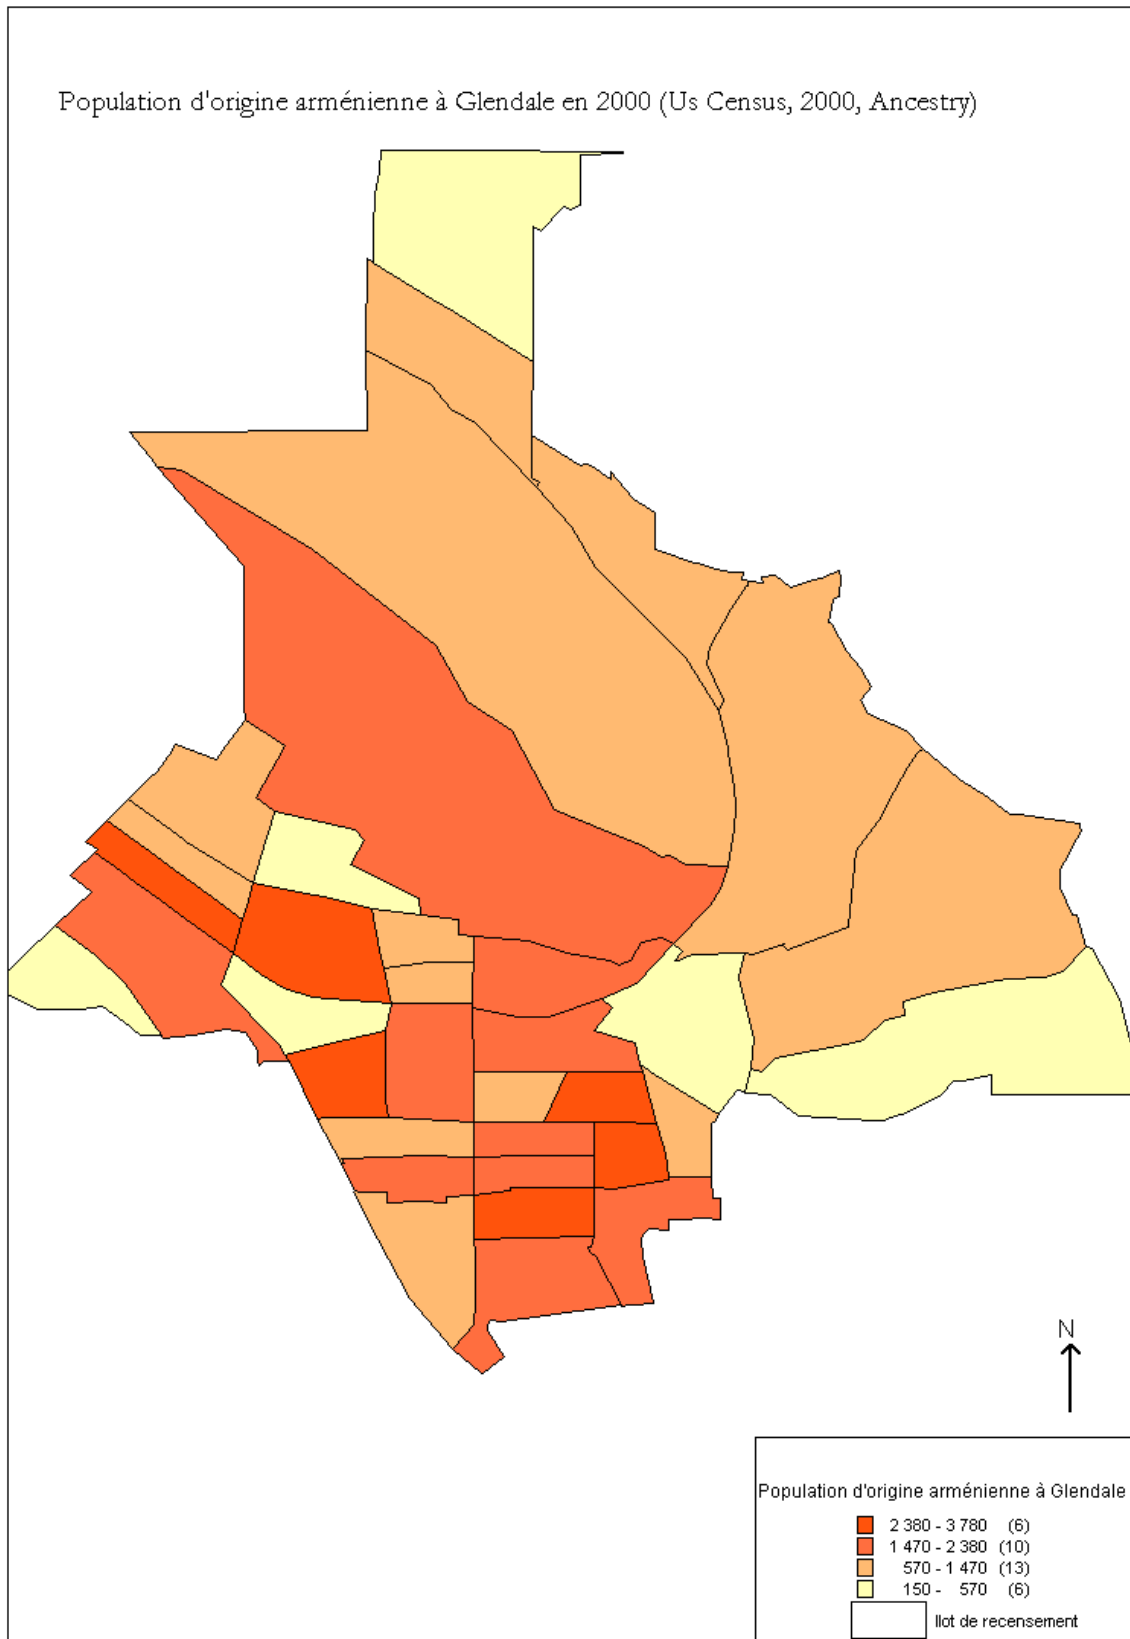 Population d'origine arménienne à Glendale en 2000 (Us Census, 2000, Ancestry)
N
Population d'origine arménienne à Glendale
2 380 - 3 780 (6)
1 470 - 2 380 (10)
570 - 1 470 (13)
150 - 570 (6)
Ilot de recensement